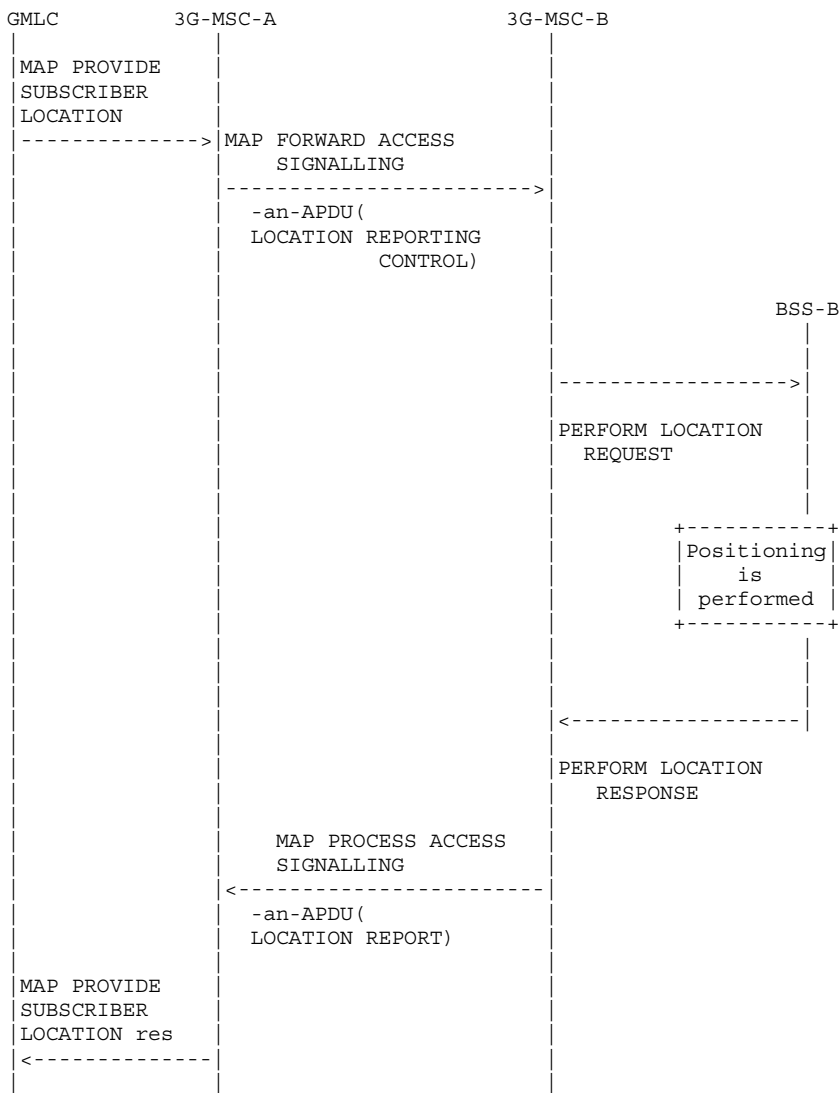 GMLC 3G-MSC-A 3G-MSC-B
MAP PROVIDE
SUBSCRIBER
LOCATION
MAP FORWARD ACCESS
SIGNALLING
-an-APDU(
LOCATION REPORTING
CONTROL)
BSS-B
PERFORM LOCATION
REQUEST
Positioning
is
performed
PERFORM LOCATION
RESPONSE
MAP PROCESS ACCESS
SIGNALLING
-an-APDU(
LOCATION REPORT)
MAP PROVIDE
SUBSCRIBER
LOCATION res